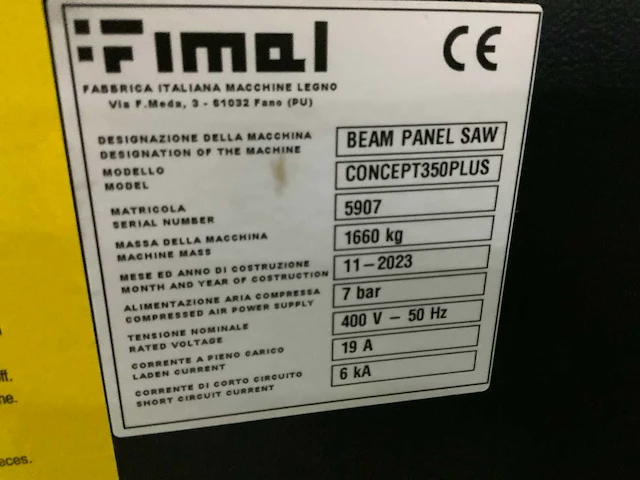 Fimal
CE
FABBRICA ITALIANA MACCHINE LEGNO
Via F.Meda, 3 - 61032 Fano (PU)
DESIGNAZIONE DELLA MACCHINA
DESIGNATION OF THE MACHINE
BEAM PANEL SAW
MODELLO
MODEL
CONCEPT350PLUS
MATRICOLA
SERIAL NUMBER
5907
MASSA DELLA MACCHINA
MACHINE MASS
1660 kg
MESE ED ANNO DI COSTRUZIONE
MONTH AND YEAR OF COSTRUCTION
11-2023
ALIMENTAZIONE ARIA COMPRESSA
COMPRESSED AIR POWER SUPPLY
7 bar
TENSIONE NOMINALE
RATED VOLTAGE
400 V - 50 Hz
CORRENTE A PIENO CARICO
LADEN CURRENT
19 A
CORRENTE DI CORTO CIRCUITO
SHORT CIRCUIT CURRENT
6 kA